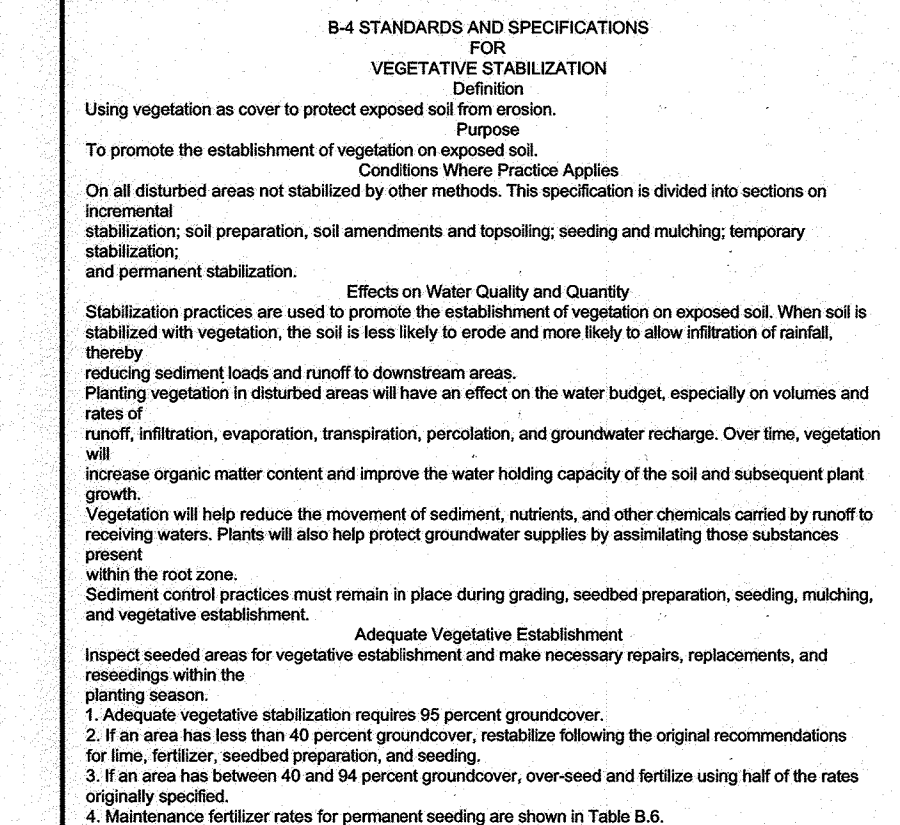 B-4 STANDARDS AND SPECIFICATIONS
FOR
VEGETATIVE STABILIZATION
Definition
Using vegetation as cover to protect exposed soil from erosion.
Purpose
To promote the establishment of vegetation on exposed soil.
Conditions Where Practice Applies
On all disturbed areas not stabilized by other methods. This specification is divided into sections on
incremental
stabilization; soil preparation, soil amendments and topsoiling; seeding and mulching; temporary
stabilization;
and permanent stabilization.
Effects on Water Quality and Quantity
Stabilization practices are used to promote the establishment of vegetation on exposed soil. When soil is
stabilized with vegetation, the soil is less likely to erode and more likely to allow infiltration of rainfall,
thereby
reducing sediment loads and runoff to downstream areas.
Planting vegetation in disturbed areas will have an effect on the water budget, especially on volumes and
rates of
runoff, infiltration, evaporation, transpiration, percolation, and groundwater recharge. Over time, vegetation
will
increase organic matter content and improve the water holding capacity of the soil and subsequent plant
growth.
Vegetation will help reduce the movement of sediment, nutrients, and other chemicals carried by runoff to
receiving waters. Plants will also help protect groundwater supplies by assimilating those substances
present
within the root zone.
Sediment control practices must remain in place during grading, seedbed preparation, seeding, mulching,
and vegetative establishment.
Adequate Vegetative Establishment
Inspect seeded areas for vegetative establishment and make necessary repairs, replacements, and
reseedings within the
planting season.
1. Adequate vegetative stabilization requires 95 percent groundcover.
2. If an area has less than 40 percent groundcover, restabilize following the original recommendations
for lime, fertilizer, seedbed preparation, and seeding.
3. If an area has between 40 and 94 percent groundcover, over-seed and fertilize using half of the rates
originally specified.
4. Maintenance fertilizer rates for permanent seeding are shown in Table B.6.